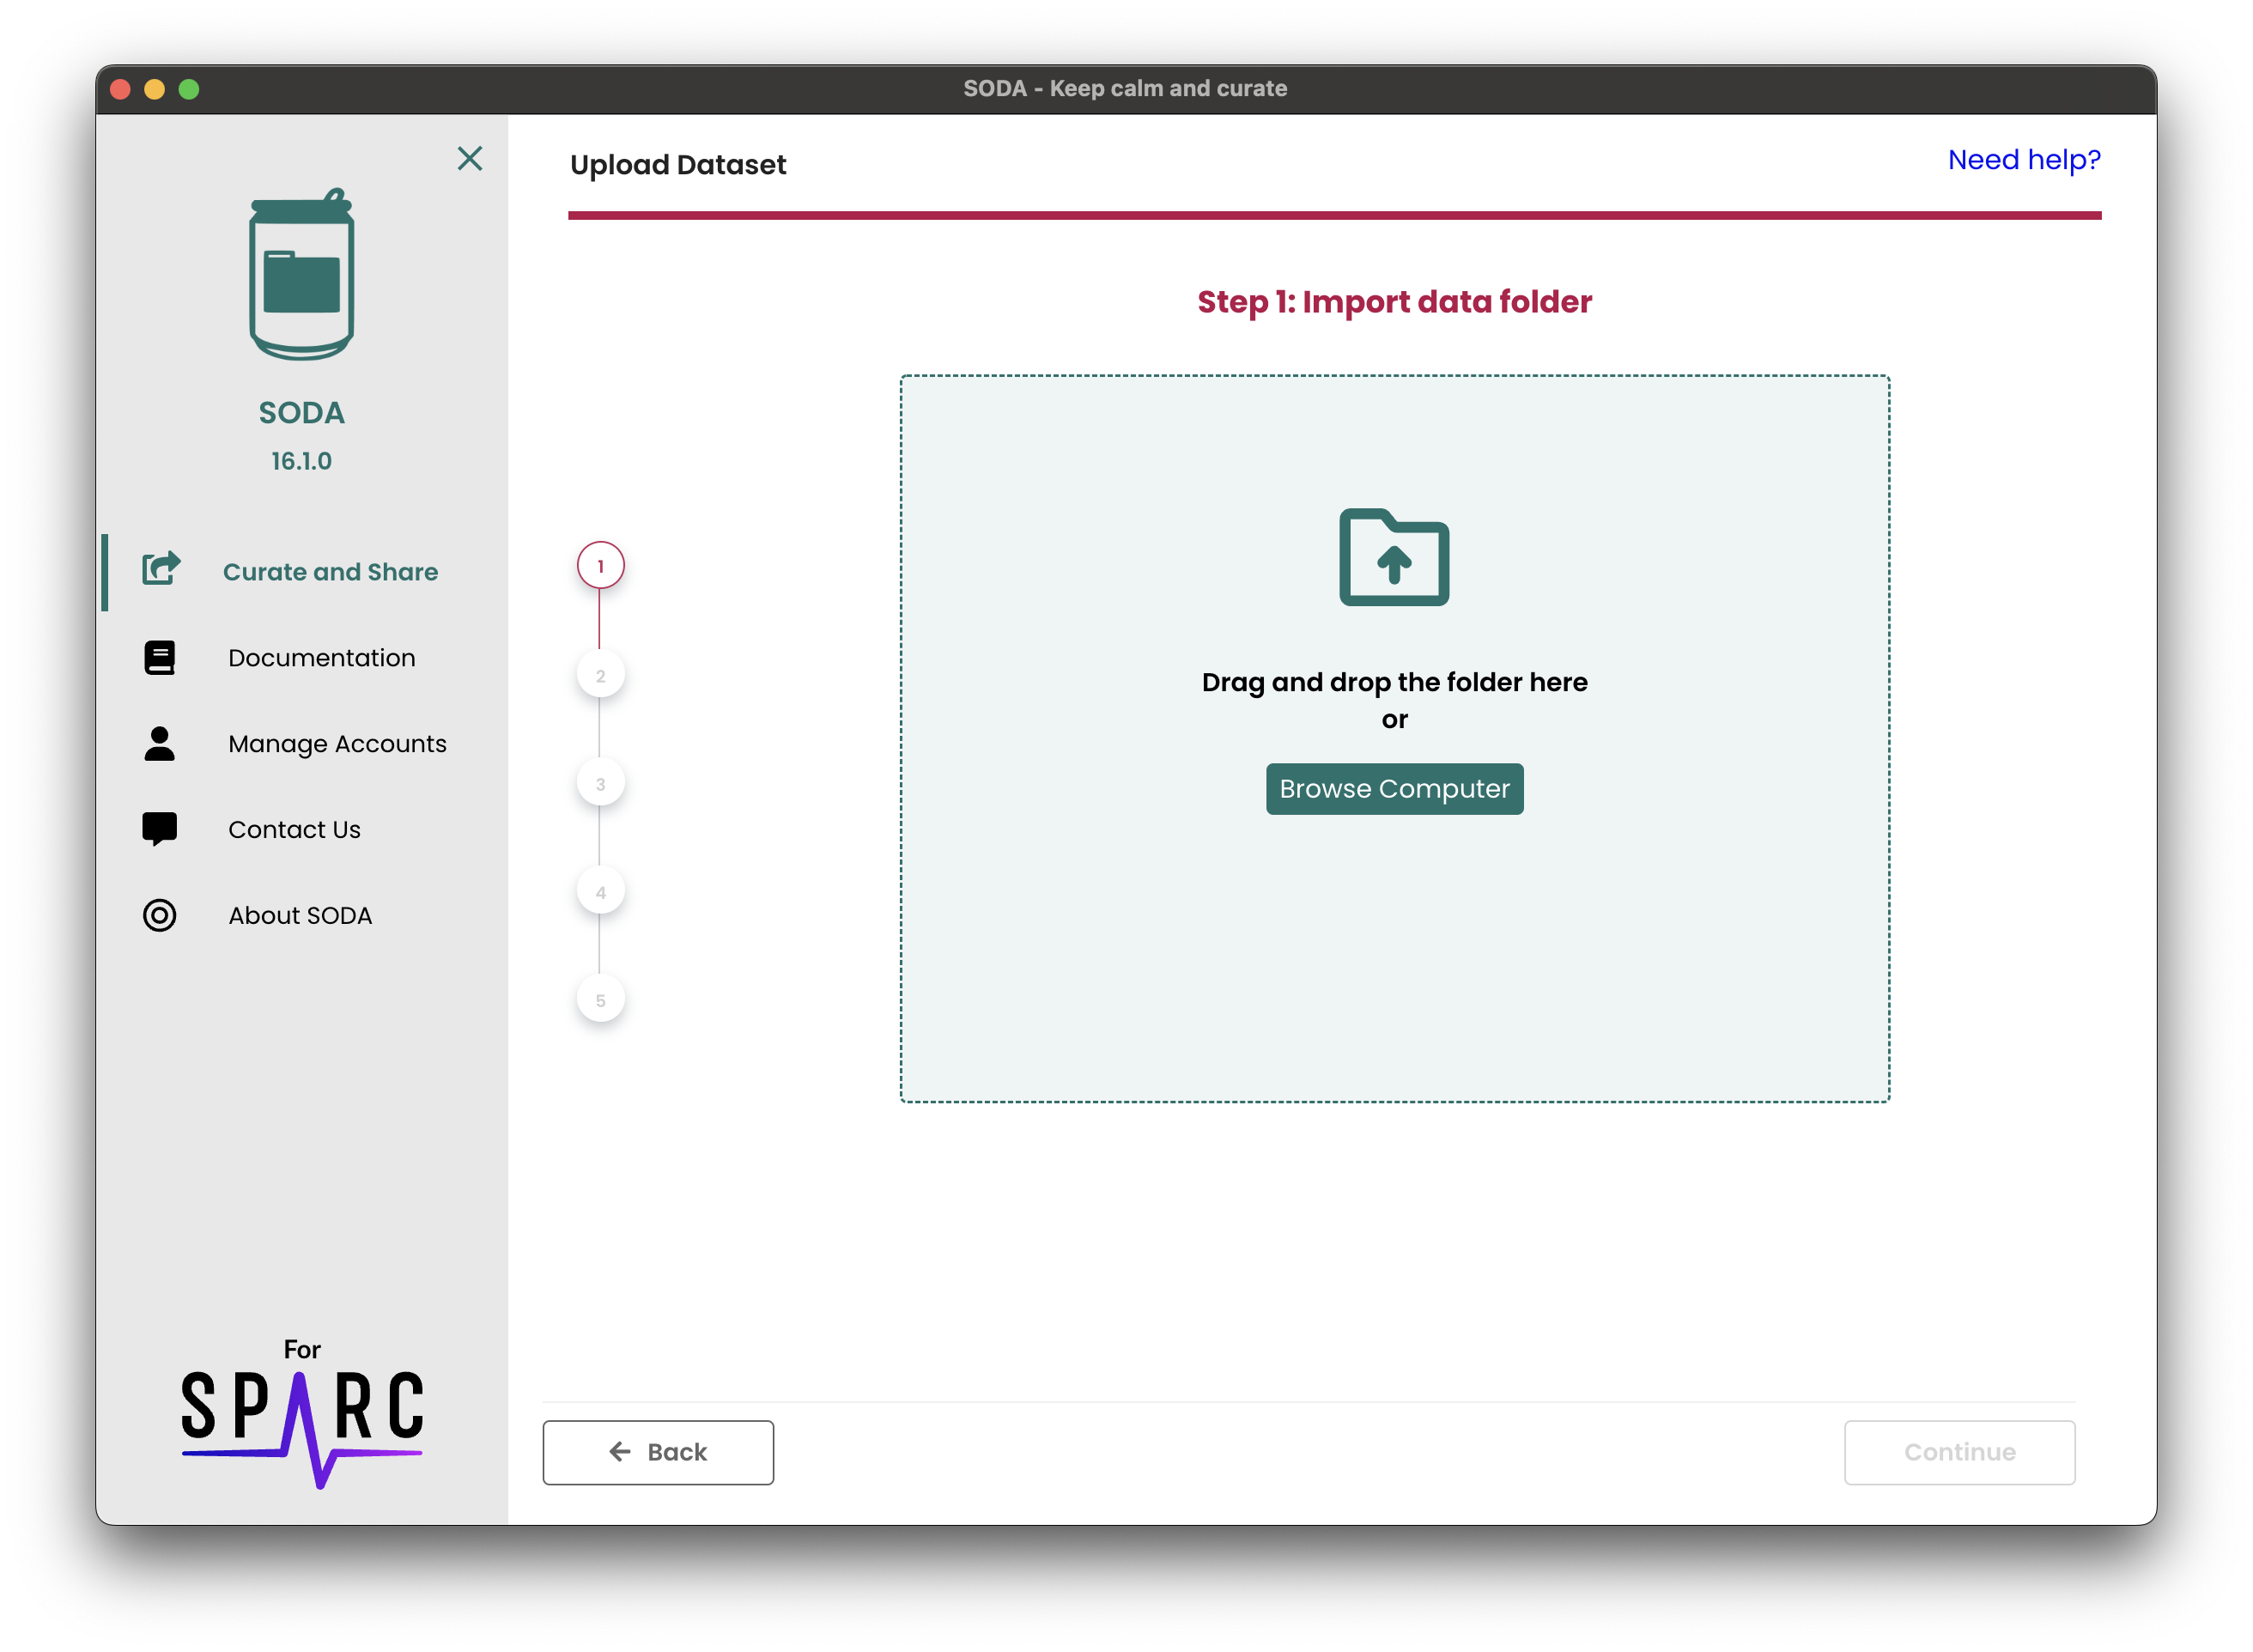 SODA - Keep calm and curate
SODA
16.1.0
Curate and Share
Documentation
Manage Accounts
Contact Us
About SODA
For
SPARC
Upload Dataset
Need help?
Step 1: Import data folder
1
2
3
4
5
Drag and drop the folder here
or
Browse Computer
Back
Continue